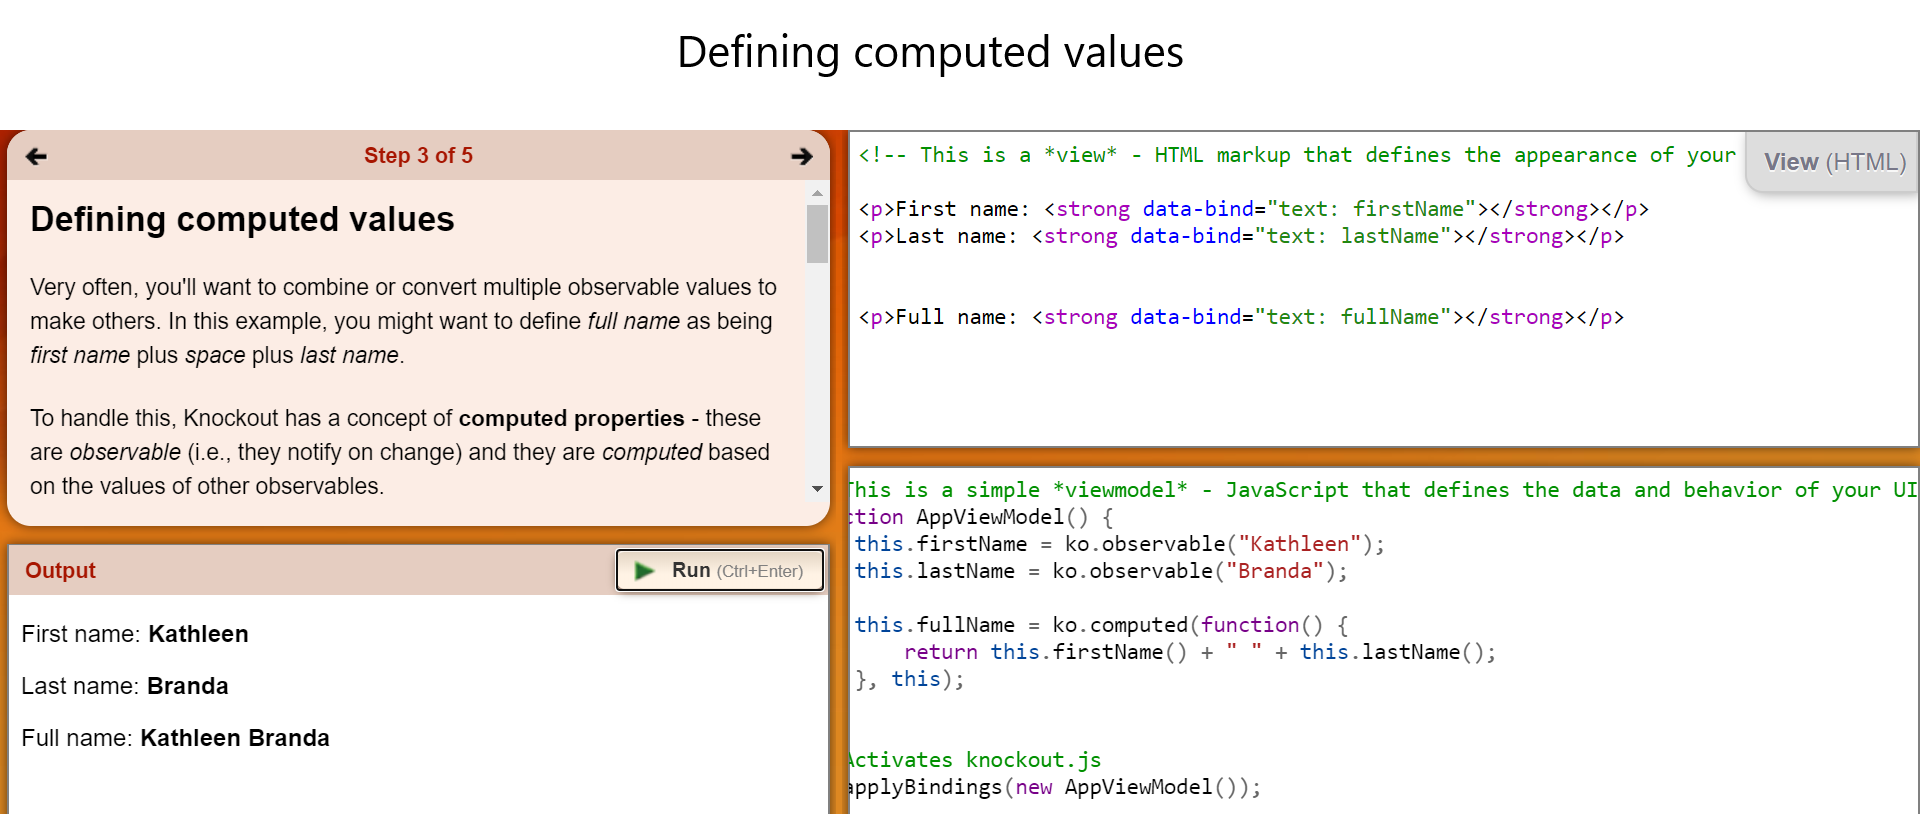 Defining computed values
Step 3 of 5
Defining computed values
Very often, you'll want to combine or convert multiple observable values to
make others. In this example, you might want to define full name as being
first name plus space plus last name.
To handle this, Knockout has a concept of computed properties - these
are observable (i.e., they notify on change) and they are computed based
on the values of other observables.
Output
Run (Ctrl+Enter)
First name: Kathleen
Last name: Branda
Full name: Kathleen Branda
<!-- This is a *view* - HTML markup that defines the appearance of your
View (HTML)
<p>First name: <strong data-bind="text: firstName"></strong></p>
<p>Last name: <strong data-bind="text: lastName"></strong></p>
<p>Full name: <strong data-bind="text: fullName"></strong></p>
This is a simple *viewmodel* - JavaScript that defines the data and behavior of your UI
ction AppViewModel() {
this.firstName = ko.observable("Kathleen");
this.lastName = ko.observable("Branda");
this.fullName = ko.computed(function() {
return this.firstName() + " " + this.lastName();
}, this);
Activates knockout.js
applyBindings(new AppViewModel());